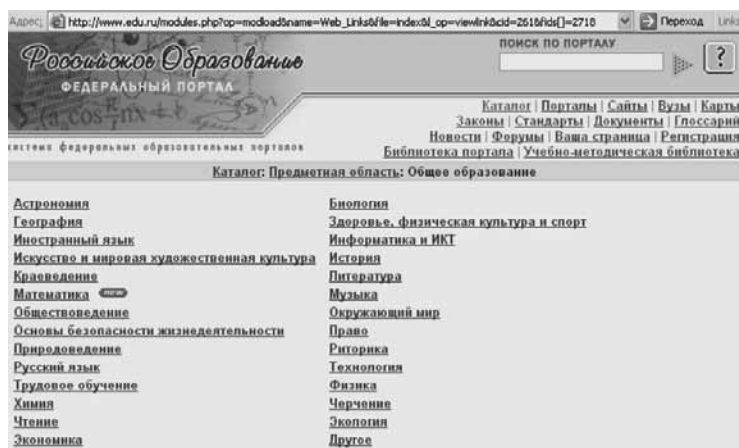 Адрес: http://www.edu.ru/modules.php?op=modload&name=Web_Links&file=index&l_op=viewlink&cid=261&fids[]=2718 Переход Links
Российское Образование
ФЕДЕРАЛЬНЫЙ ПОРТАЛ
ПОИСК ПО ПОРТАЛУ
?
Каталог | Порталы | Сайты | Вузы | Карты
Законы | Стандарты | Документы | Глоссарий
Новости | Форумы | Ваша страница | Регистрация
система федеральных образовательных порталов
Библиотека портала | Учебно-методическая библиотека
Каталог: Предметная область: Общее образование
Астрономия
География
Иностранный язык
Искусство и мировая художественная культура
Краеведение
Математика new
Обществоведение
Основы безопасности жизнедеятельности
Природоведение
Русский язык
Трудовое обучение
Химия
Чтение
Экономика
Биология
Здоровье, физическая культура и спорт
Информатика и ИКТ
История
Литература
Музыка
Окружающий мир
Право
Риторика
Технология
Физика
Черчение
Экология
Другое